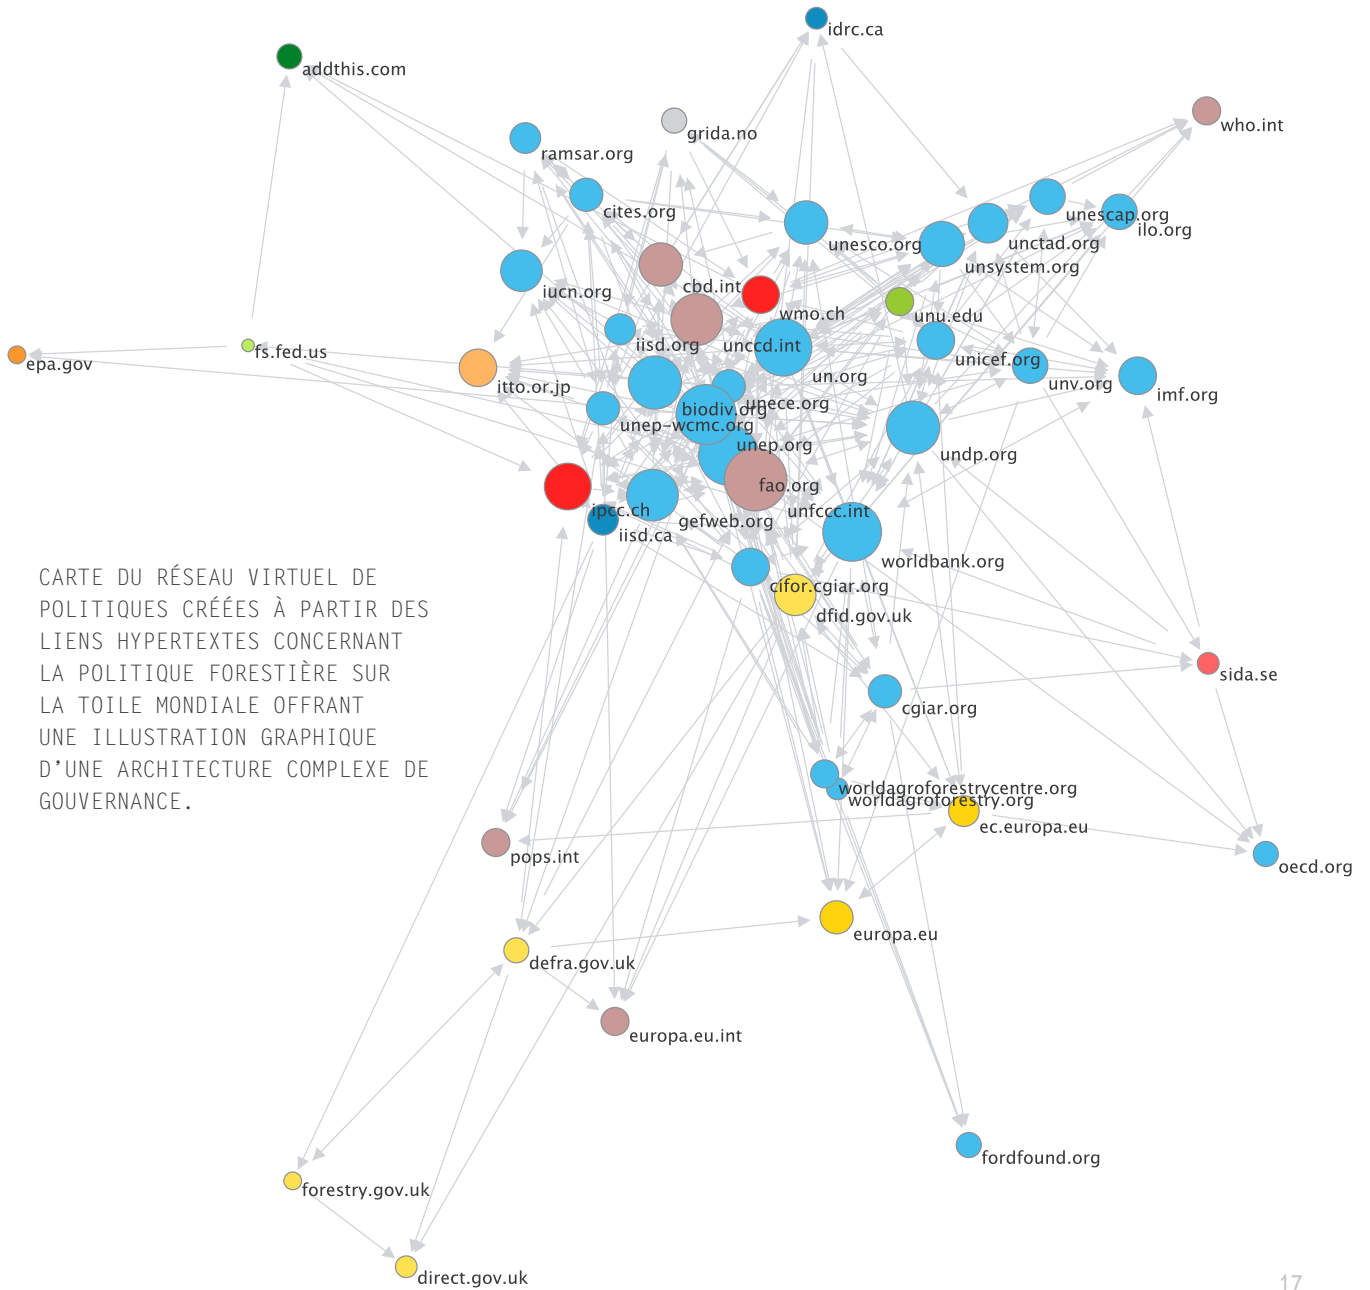 idrc.ca
addthis.com
grida.no
who.int
ramsar.org
cites.org
unescap.org
ilo.org
unesco.org
unctad.org
unsystem.org
cbd.int
iucn.org
wmo.ch
unu.edu
iisd.org
unccd.int
fs.fed.us
unicef.org
epa.gov
un.org
unv.org
itto.or.jp
imf.org
unece.org
biodiv.org
unep-wcmc.org
unep.org
undp.org
fao.org
ipcc.ch
unfccc.int
gefweb.org
iisd.ca
worldbank.org
CARTE DU RÉSEAU VIRTUEL DE
POLITIQUES CRÉÉES À PARTIR DES
LIENS HYPERTEXTES CONCERNANT
LA POLITIQUE FORESTIÈRE SUR
LA TOILE MONDIALE OFFRANT
UNE ILLUSTRATION GRAPHIQUE
D’UNE ARCHITECTURE COMPLEXE DE
GOUVERNANCE.
cifor.cgiar.org
dfid.gov.uk
sida.se
cgiar.org
worldagroforestrycentre.org
worldagroforestry.org
ec.europa.eu
pops.int
oecd.org
europa.eu
defra.gov.uk
europa.eu.int
fordfound.org
forestry.gov.uk
direct.gov.uk
17